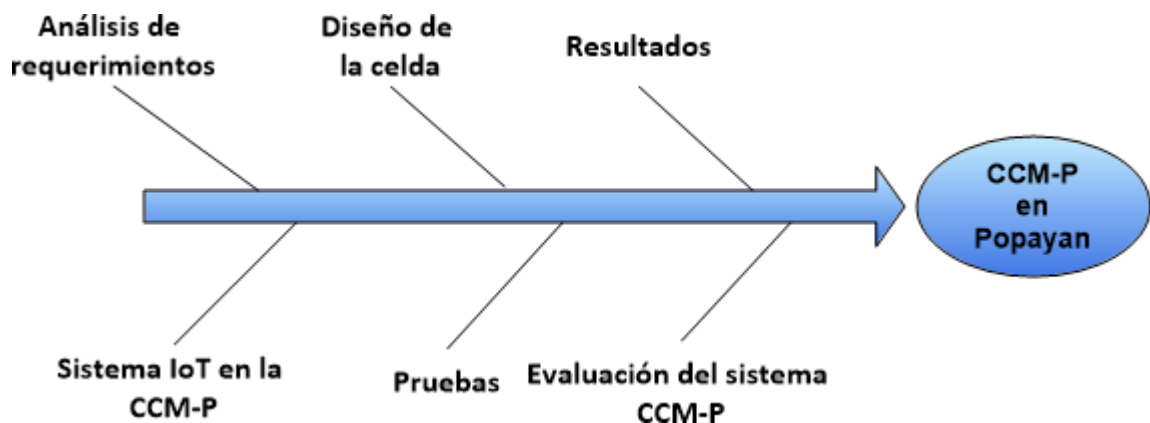 Análisis de
requerimientos
Diseño de
la celda
Resultados
CCM-P
en
Popayan
Sistema IoT en la
CCM-P
Pruebas
Evaluación del sistema
CCM-P